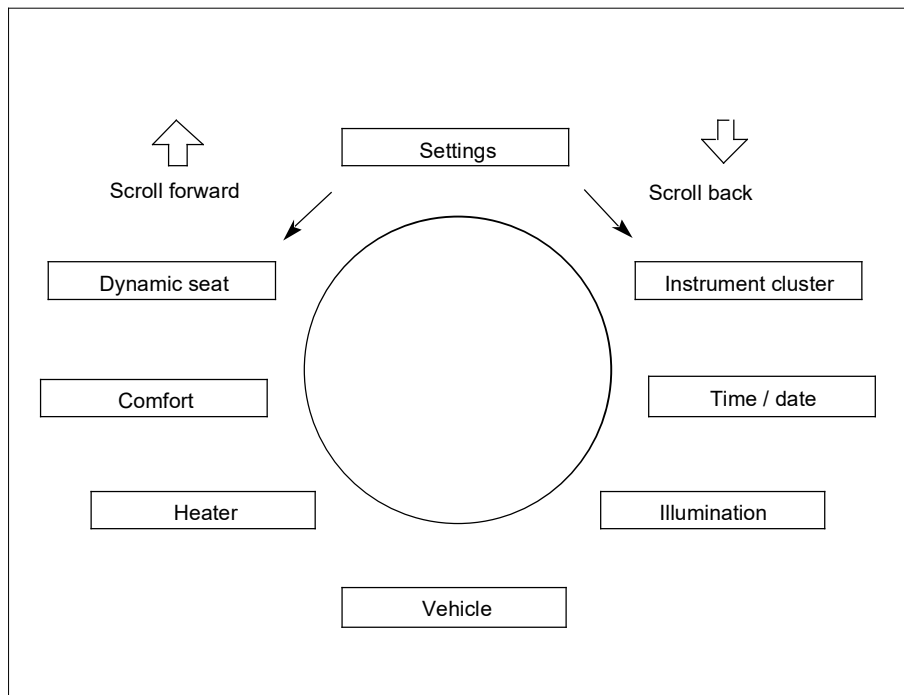 Settings
Scroll forward
Scroll back
Dynamic seat
Instrument cluster
Comfort
Time / date
Heater
Illumination
Vehicle